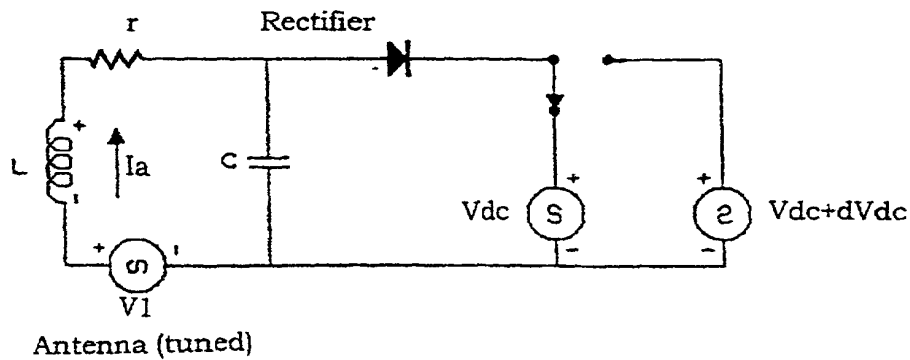 r
Rectifier
L
Ia
C
Vdc
Vdc+dVdc
V1
Antenna (tuned)